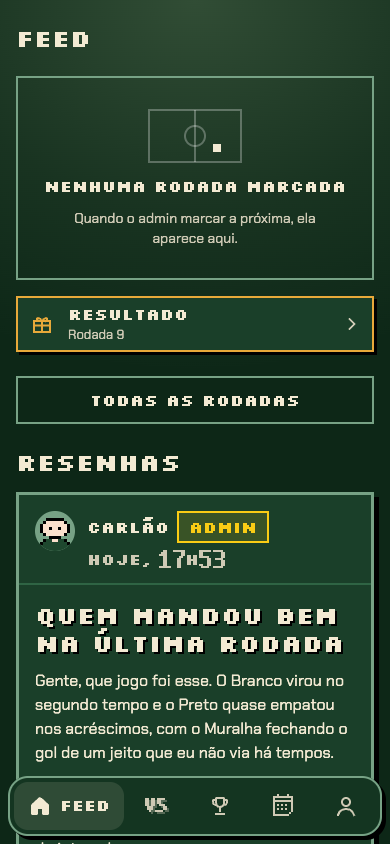 FEED
NENHUMA RODADA MARCADA
Quando o admin marcar a próxima, ela
aparece aqui.
RESULTADO
Rodada 9
TODAS AS RODADAS
RESENHAS
CARLÃO ADMIN
HOJE, 17H53
QUEM MANDOU BEM
NA ÚLTIMA RODADA
Gente, que jogo foi esse. O Branco virou no
segundo tempo e o Preto quase empatou
nos acréscimos, com o Muralha fechando o
gol de um jeito que eu não via há tempos.
FEED VS